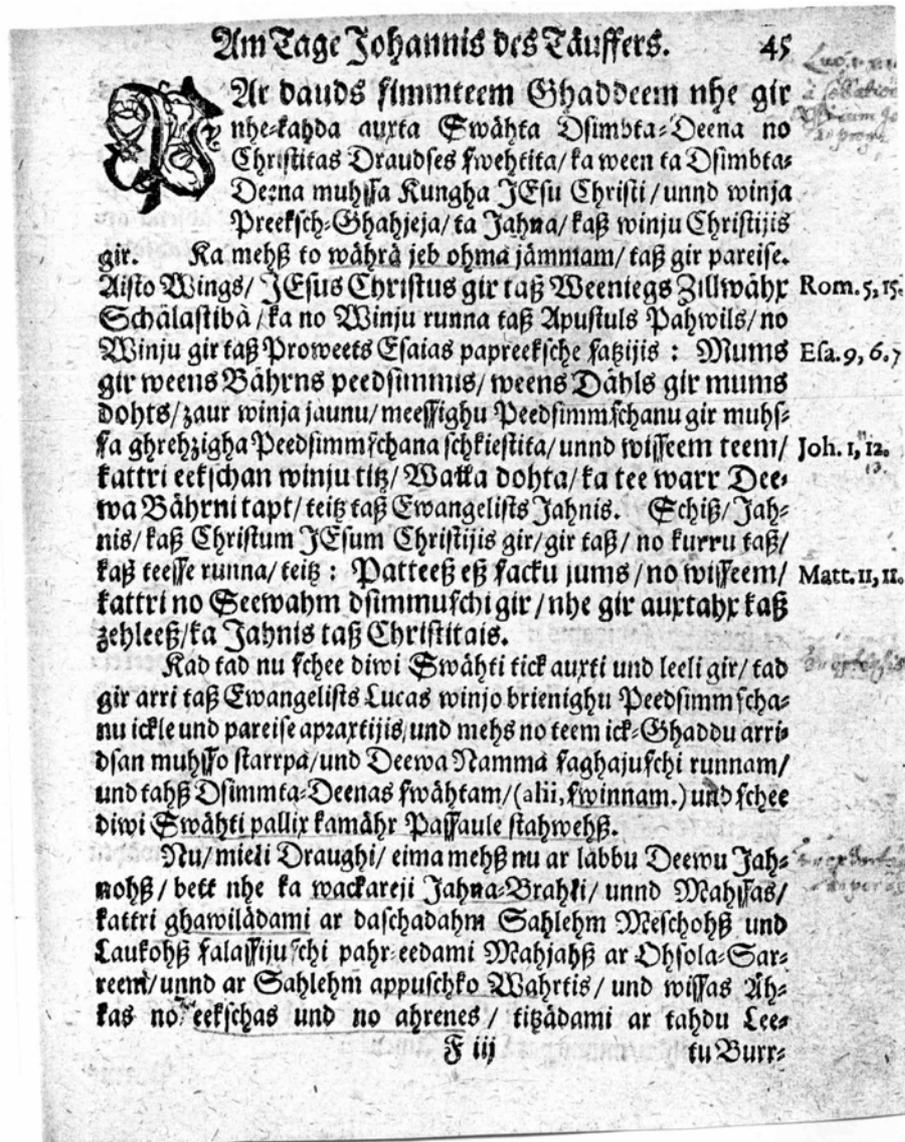 Am Tage Johannis des Täuffers. 45
PAr dauds simmteem Ghaddeem nhe gir
nhe-kahda auxta Swähta Dsimbta-Deena no
Christitas Draudses swehtita/ ka ween ta Dsimbta-
Deena muhssa Kungha JEsu Christi / unnd winja
Preeksch-Ghahjeja/ ta Jahna/ kaß winju Christijis
gir. Ka mehß to währä jeb ohma jämmam/ taß gir pareise.
Aisto Wings/ JEsus Christus gir taß Weeniegs Zillwähx
Schälastibä / ka no Winju runna taß Apustuls Pahwils/ no
Winju gir taß Proweets Esaias papreeksche satzijis : Mums
gir weens Bährns peedsimmis/ weens Dähls gir mums
dohts/ zaur winja jaunu/ meessighu Peedsimmschanu gir muhs-
sa ghrehzigha Peedsimmschana schkiestita/ unnd wisseem teem/
kattri eekschan winju titz/ Watta dohta/ ka tee warr Dee-
wa Bährni tapt/ teitz taß Ewangelists Jahnis. Schiß/ Jah-
nis/ kaß Christum JEsum Christijis gir/ gir taß/ no kurru taß/
kaß teesse runna/ teitz : Patteeß eß sacku jums / no wisseem/
kattri no Seewahm dsimmuschi gir / nhe gir auxtahx kaß
zehleeß/ ka Jahnis taß Christitais.
Kad tad nu schee diwi Swähti tick auxti und leeli gir/ tad
gir arri taß Ewangelists Lucas winjo brienighu Peedsimmscha-
nu ickle und pareise apraxtijis/ und mehs no teem ick-Ghaddu arri-
dsan muhsso starrpa/ und Deewa Namma saghajuschi runnam/
und tahß Dsimmta-Deenas swähtam/ (alii, swinnam.) und schee
diwi Swähti pallix kamähr Passaule stahwehß.
Nu/ mieli Draughi/ eima mehß nu ar labbu Deewu Jah-
nohß / bett nhe ka wackareji Jahna-Brahli/ unnd Mahssas/
kattri ghawilädami ar daschadahm Sahlehm Meschohß und
Laukohß salassijuschi pahr-eedami Mahjahß ar Ohsola-Sar-
reem/ unnd ar Sahlehm appuschko Wahrtis / und wissas Äh-
kas no eekschas und no ahrenes / titzädami ar tahdu Lee-
F iij tu Burr-
Rom. 5, 15.
Esa. 9, 6. 7
Joh. 1, 12.
13.
Matt. 11, 11.